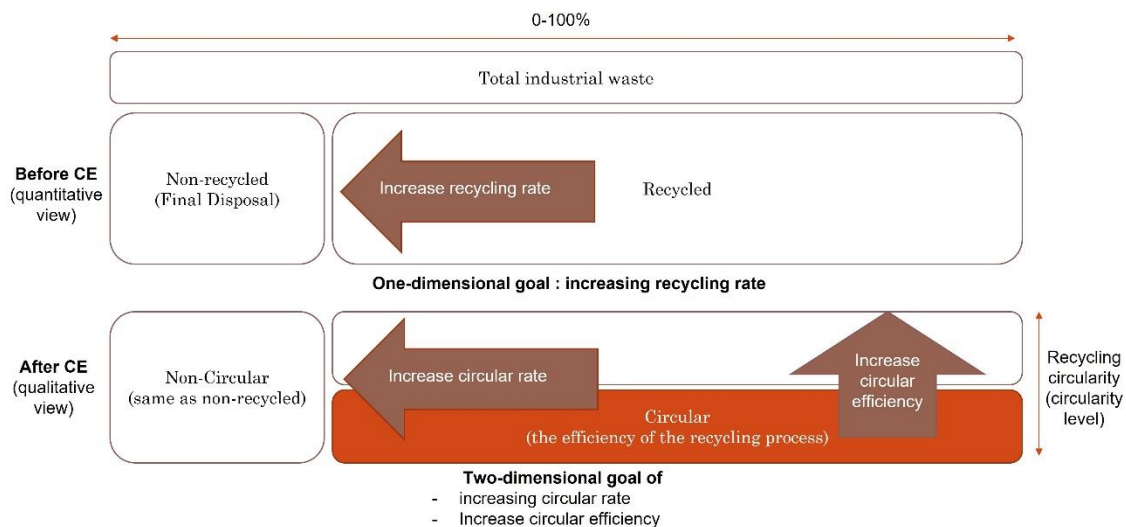 0-100%
Total industrial waste
Before CE
(quantitative
view)
Non-recycled
(Final Disposal)
Increase recycling rate
Recycled
One-dimensional goal : increasing recycling rate
After CE
(qualitative
view)
Non-Circular
(same as non-recycled)
Increase circular rate
Increase
circular
efficiency
Circular
(the efficiency of the recycling process)
Recycling
circularity
(circularity
level)
Two-dimensional goal of
- increasing circular rate
- Increase circular efficiency